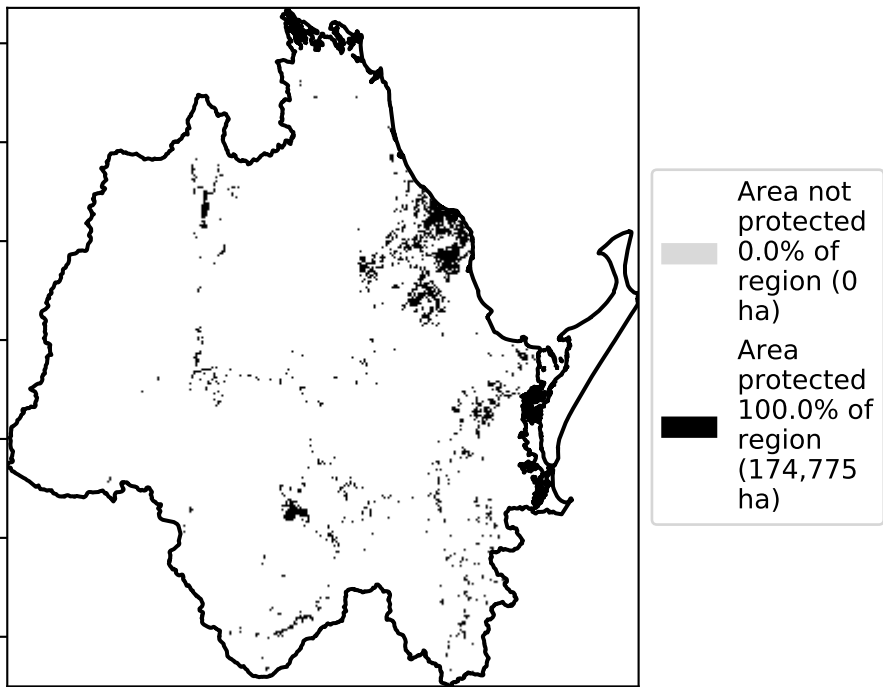 Area not
protected
0.0% of
region (0
ha)
Area
protected
100.0% of
region
(174,775
ha)